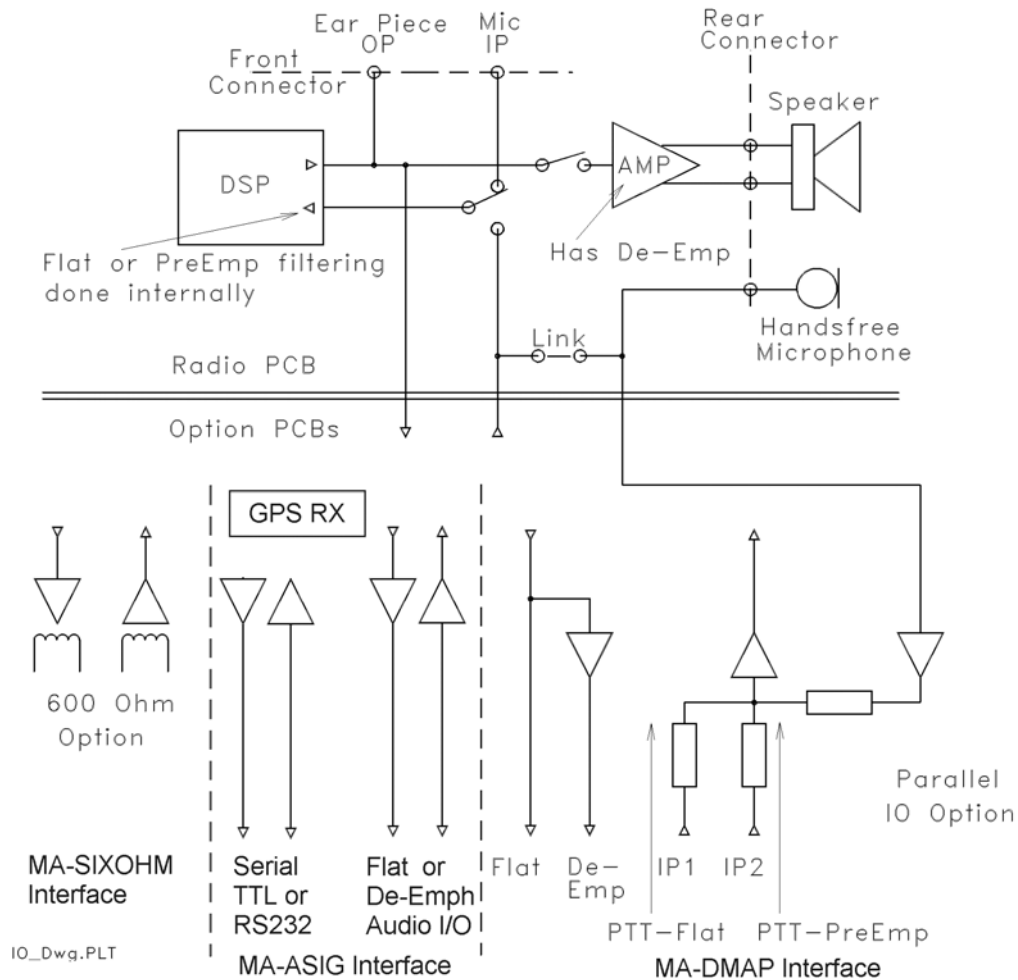 Ear Piece
OP
Mic
IP
Rear
Connector
Front
Connector
Speaker
DSP
AMP
Flat or PreEmp filtering
done internally
Has De-Emp
Link
Handsfree
Microphone
Radio PCB
Option PCBs
GPS RX
600 Ohm
Option
Parallel
IO Option
MA-SIXOHM
Interface
Serial
TTL or
RS232
Flat or
De-Emph
Audio I/O
Flat
De-
Emp
IP1
IP2
PTT-Flat
PTT-PreEmp
IO_Dwg.PLT
MA-ASIG Interface
MA-DMAP Interface